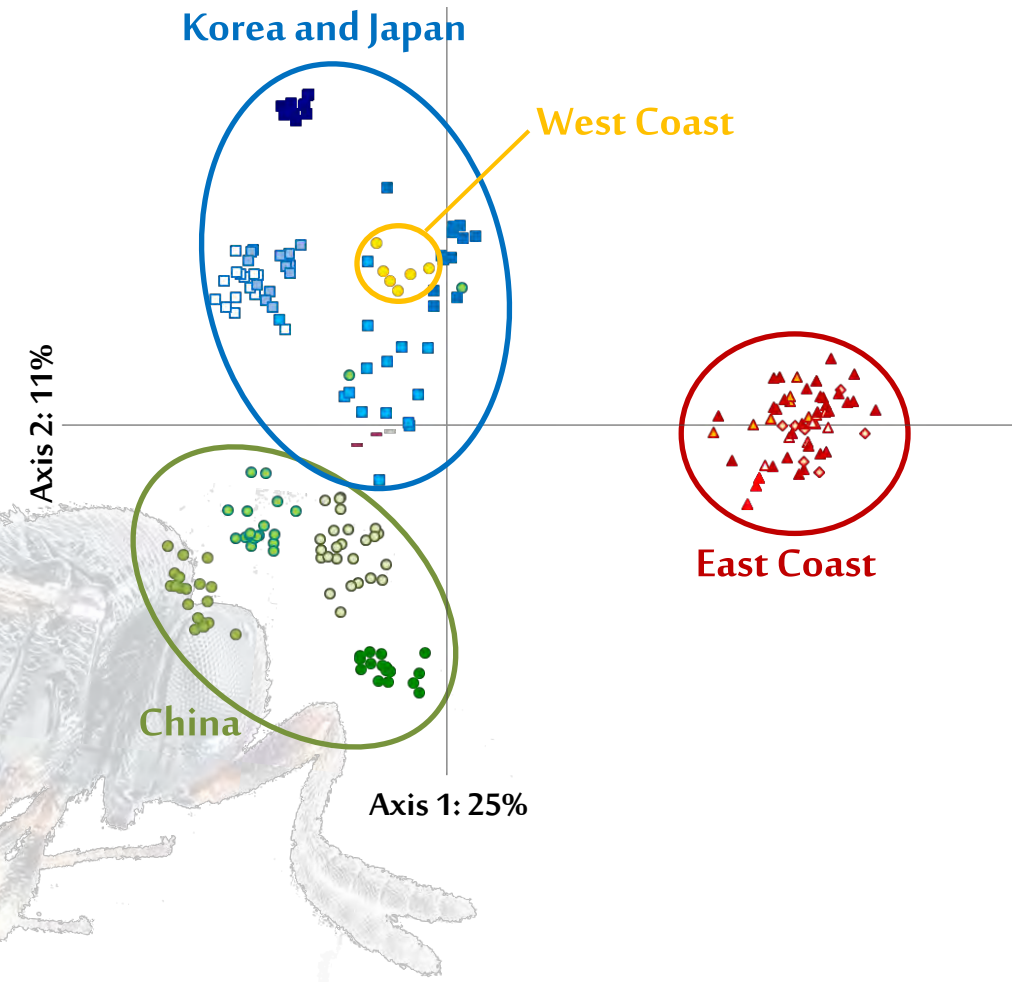 Korea and Japan
West Coast
Axis 2: 11%
East Coast
China
Axis 1: 25%